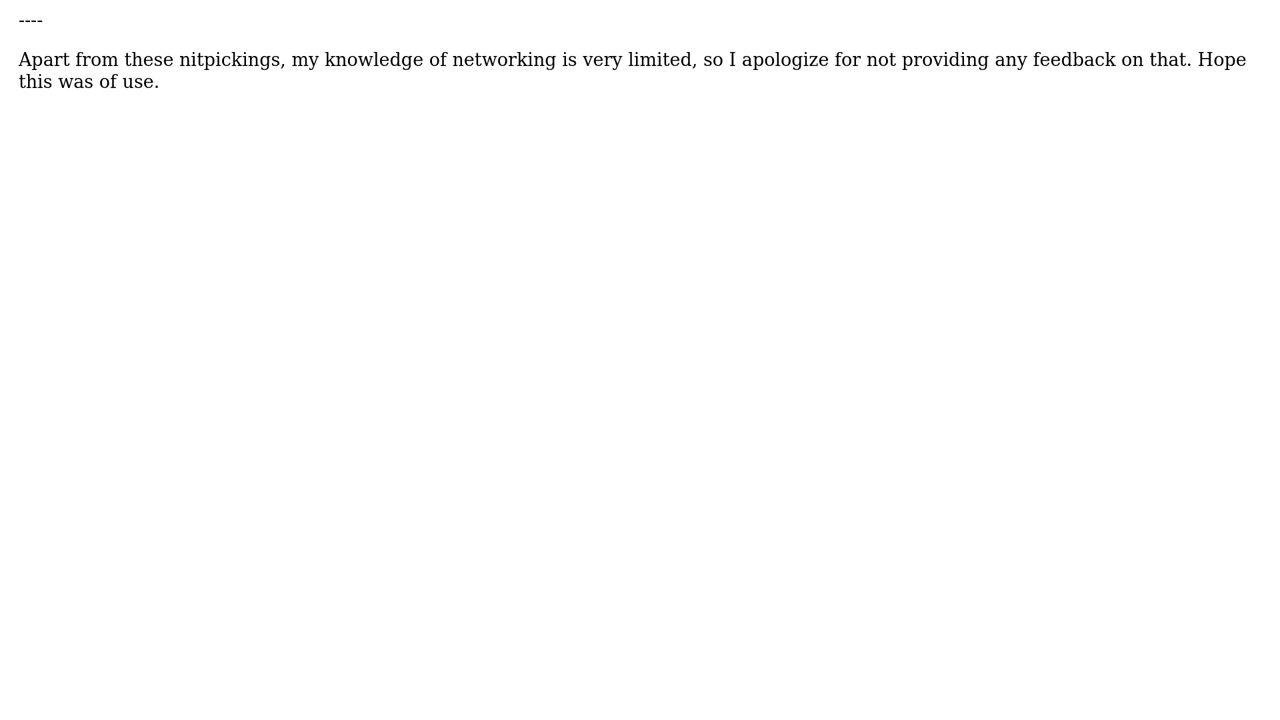 ----
Apart from these nitpickings, my knowledge of networking is very limited, so I apologize for not providing any feedback on that. Hope
this was of use.